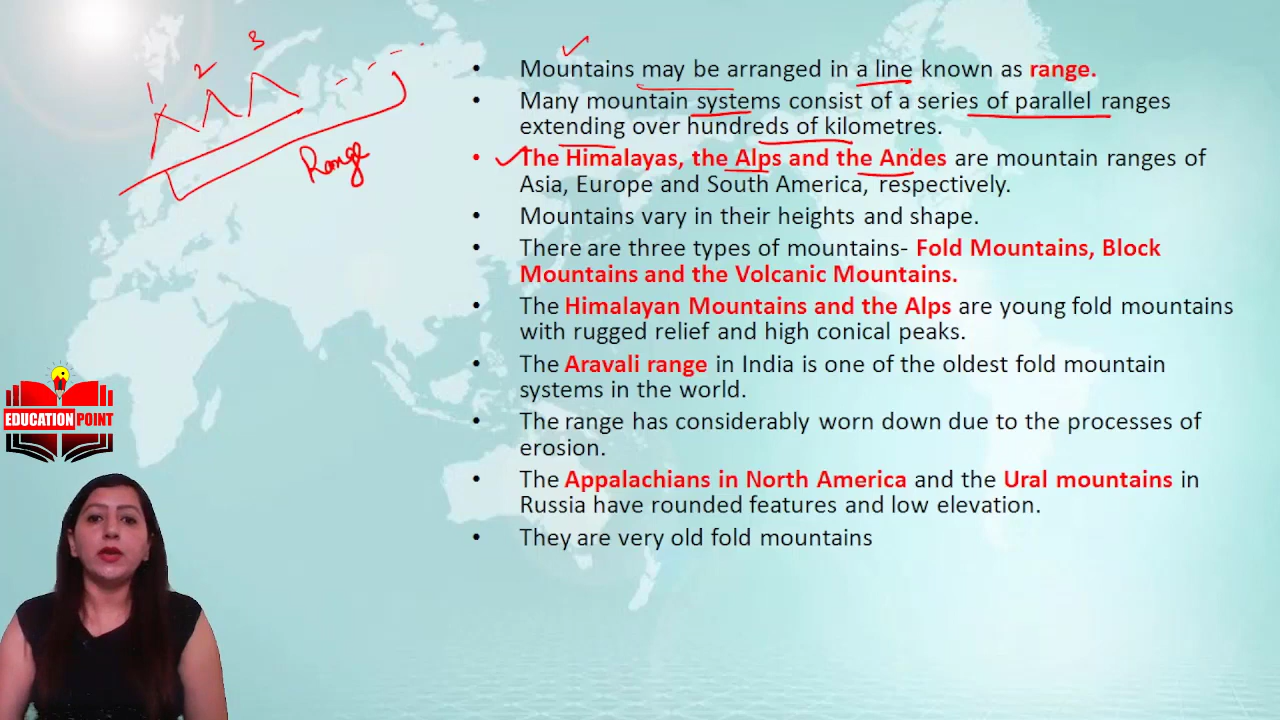 1 2 3
Range
• Mountains may be arranged in a line known as range.
• Many mountain systems consist of a series of parallel ranges
extending over hundreds of kilometres.
• The Himalayas, the Alps and the Andes are mountain ranges of
Asia, Europe and South America, respectively.
• Mountains vary in their heights and shape.
• There are three types of mountains- Fold Mountains, Block
Mountains and the Volcanic Mountains.
• The Himalayan Mountains and the Alps are young fold mountains
with rugged relief and high conical peaks.
• The Aravali range in India is one of the oldest fold mountain
systems in the world.
• The range has considerably worn down due to the processes of
erosion.
• The Appalachians in North America and the Ural mountains in
Russia have rounded features and low elevation.
• They are very old fold mountains
EDUCATION POINT